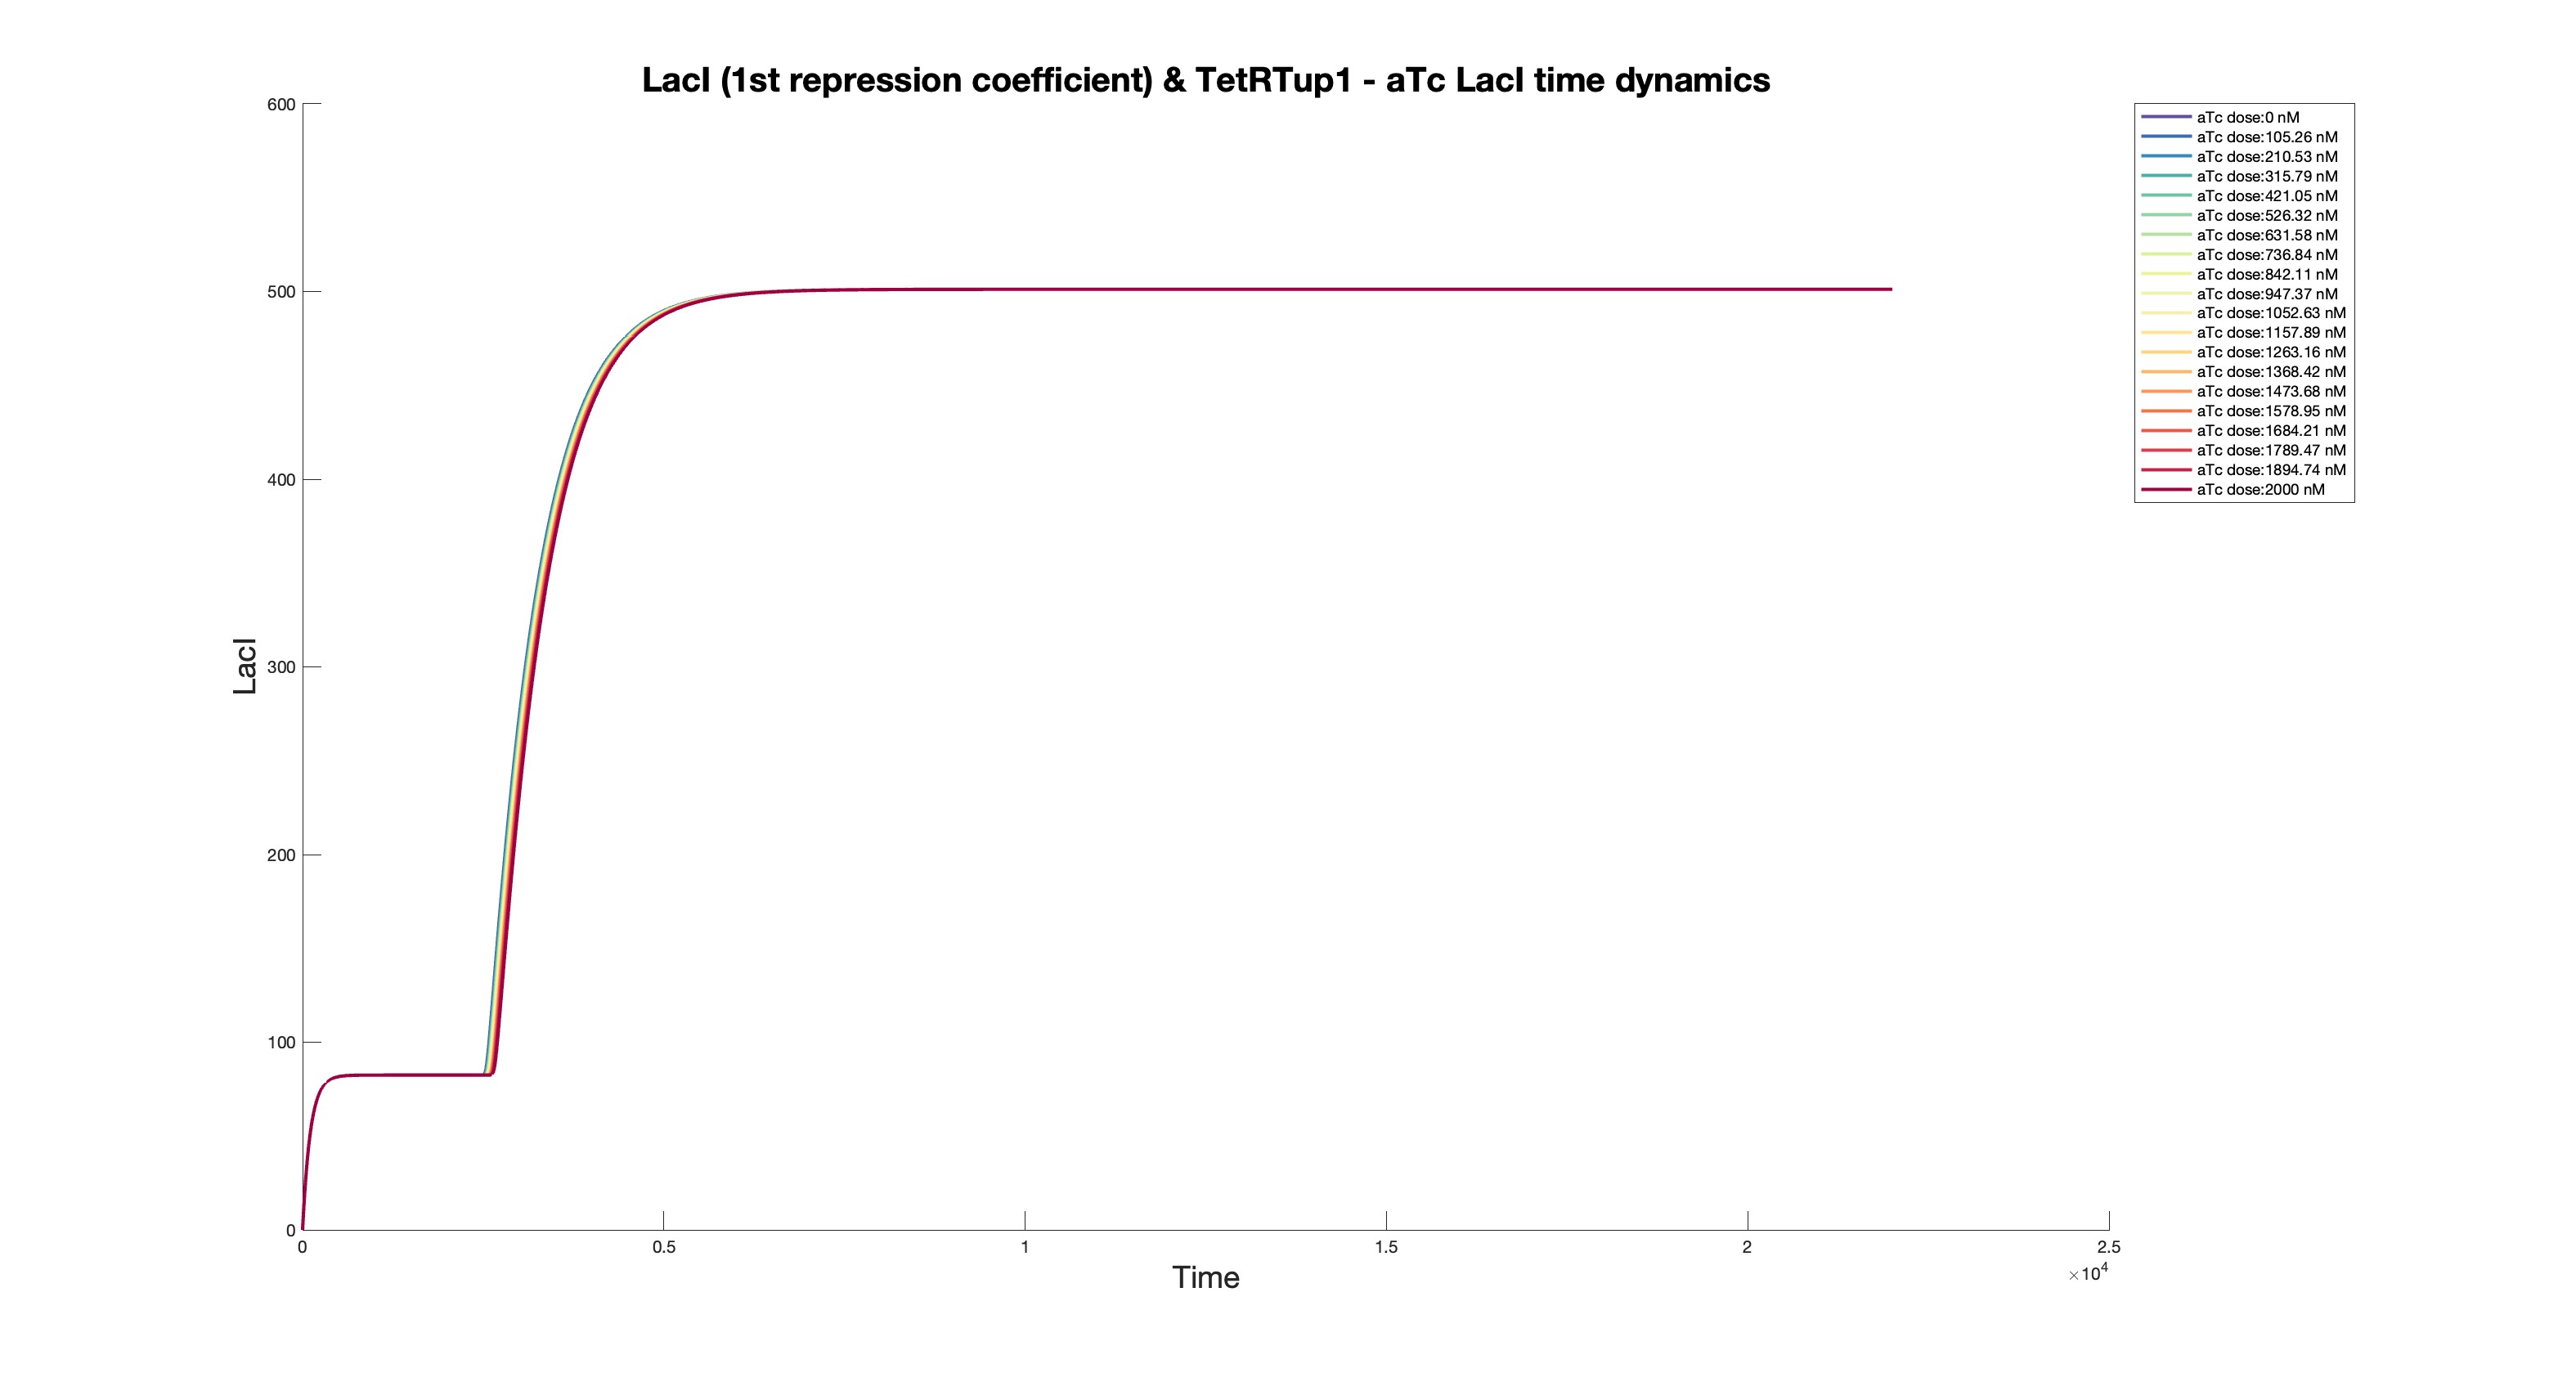 LacI (1st repression coefficient) & TetRTup1 - aTc LacI time dynamics
600
500
400
300
200
100
0
LacI
0
0.5
1
1.5
2
2.5
×10⁴
Time
aTc dose:0 nM
aTc dose:105.26 nM
aTc dose:210.53 nM
aTc dose:315.79 nM
aTc dose:421.05 nM
aTc dose:526.32 nM
aTc dose:631.58 nM
aTc dose:736.84 nM
aTc dose:842.11 nM
aTc dose:947.37 nM
aTc dose:1052.63 nM
aTc dose:1157.89 nM
aTc dose:1263.16 nM
aTc dose:1368.42 nM
aTc dose:1473.68 nM
aTc dose:1578.95 nM
aTc dose:1684.21 nM
aTc dose:1789.47 nM
aTc dose:1894.74 nM
aTc dose:2000 nM